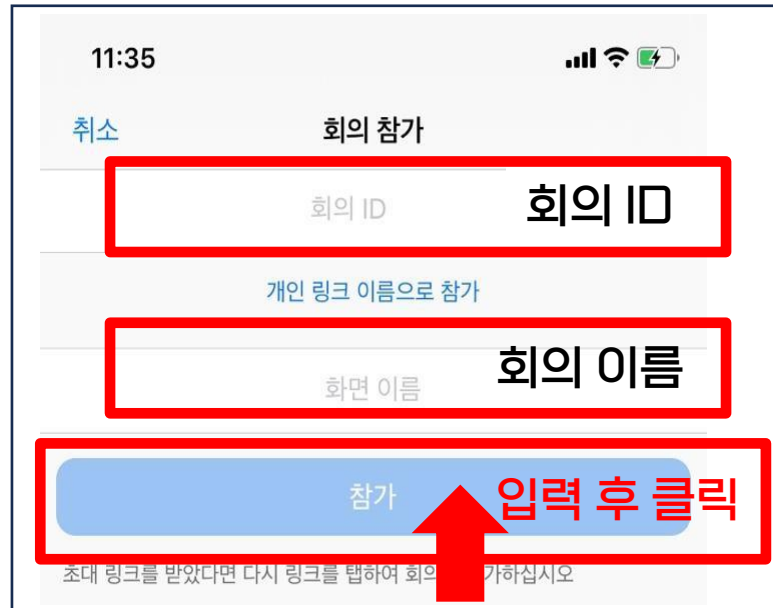 11:35
취소 회의 참가
회의 ID 회의 ID
개인 링크 이름으로 참가
화면 이름 회의 이름
참가 입력 후 클릭
초대 링크를 받았다면 다시 링크를 탭하여 회의 가하십시오